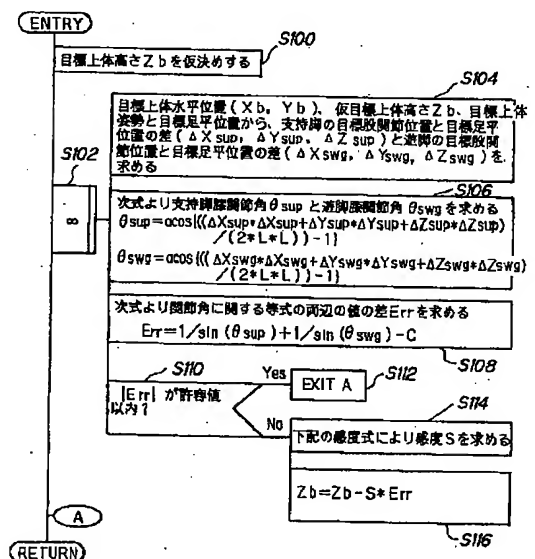 ENTRY
S100
目標上体高さZbを仮決めする
S104
目標上体水平位置(Xb, Yb)、仮目標上体高さZb、目標上体
姿勢と目標足平位置から、支持脚の目標股関節位置と目標足平
位置の差(ΔXsup, ΔYsup, ΔZsup)と遊脚の目標股関
節位置と目標足平位置の差(ΔXswg, ΔYswg, ΔZswg)を
求める
S102
∞
S106
次式より支持脚膝関節角θsupと遊脚膝関節角θswgを求める
θsup=acos{((ΔXsup*ΔXsup+ΔYsup*ΔYsup+ΔZsup*ΔZsup)
/(2*L*L))-1}
θswg=acos{((ΔXswg*ΔXswg+ΔYswg*ΔYswg+ΔZswg*ΔZswg)
/(2*L*L))-1}
次式より関節角に関する等式の両辺の値の差Errを求める
Err=1/sin(θsup)+1/sin(θswg)-C
S108
S110
|Err|が許容値
以内?
Yes
EXIT A
S112
No
S114
下記の感度式により感度Sを求める
Zb=Zb-S*Err
S116
A
RETURN